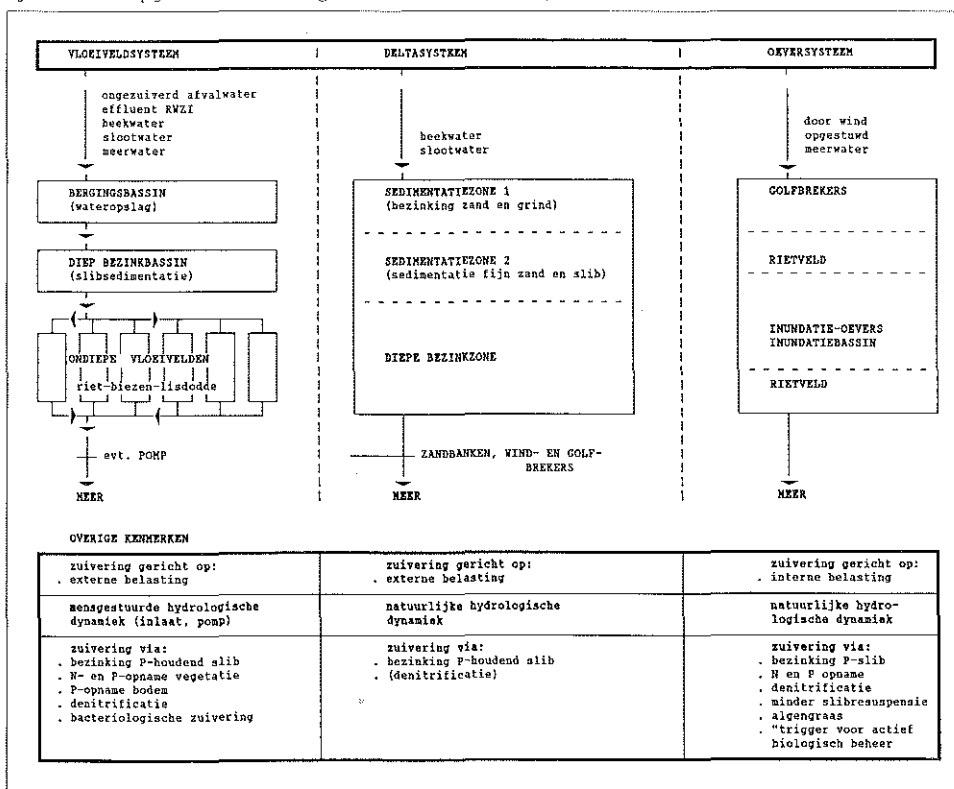 VLOEIVELDSYSTEEM
DELTASYSTEEM
OEVERSYSTEEM
ongezuiverd afvalwater
effluent RWZI
beekwater
slootwater
meerwater
BERGINGSBASSIN
(wateropslag)
DIEP BEZINKBASSIN
(slibsedimentatie)
ONDIEPE VLOEIVELDEN
riet-biezen-lisdodde
evt. POMP
MEER
beekwater
slootwater
SEDIMENTATIEZONE 1
(bezinking zand en grind)
SEDIMENTATIEZONE 2
(sedimentatie fijn zand en slib)
DIEPE BEZINKZONE
ZANDBANKEN, WIND- EN GOLF-
BREKERS
MEER
door wind
opgestuwd
meerwater
GOLFBREKERS
RIETVELD
INUNDATIE-OEVERS
INUNDATIEBASSIN
RIETVELD
MEER
OVERIGE KENMERKEN
zuivering gericht op:
. externe belasting
zuivering gericht op:
. externe belasting
zuivering gericht op:
. interne belasting
mensgestuurde hydrologische
dynamiek (inlaat, pomp)
natuurlijke hydrologische
dynamiek
natuurlijke hydro-
logische dynamiek
zuivering via:
. bezinking P-houdend slib
. N- en P-opname vegetatie
. P-opname bodem
. denitrificatie
. bacteriologische zuivering
zuivering via:
. bezinking P-houdend slib
. (denitrificatie)
zuivering via:
. bezinking P-slib
. N en P opname
. denitrificatie
. minder slibresuspensie
. algengraas
. "trigger voor actief
biologisch beheer